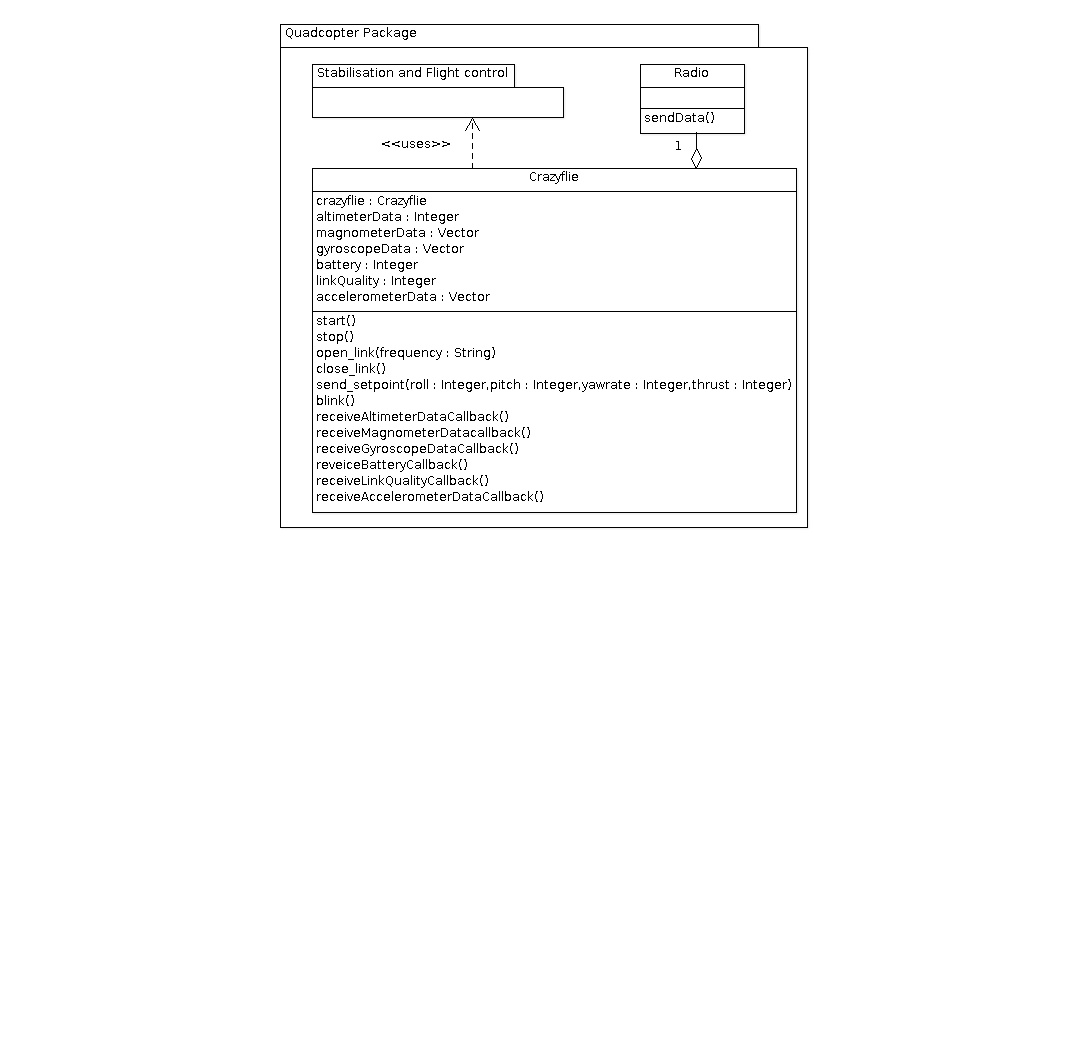 Quadcopter Package
Stabilisation and Flight control
Radio
sendData()
<<uses>>
1
Crazyflie
crazyflie : Crazyflie
altimeterData : Integer
magnometerData : Vector
gyroscopeData : Vector
battery : Integer
linkQuality : Integer
accelerometerData : Vector
start()
stop()
open_link(frequency : String)
close_link()
send_setpoint(roll : Integer,pitch : Integer,yawrate : Integer,thrust : Integer)
blink()
receiveAltimeterDataCallback()
receiveMagnometerDatacallback()
receiveGyroscopeDataCallback()
reveiceBatteryCallback()
receiveLinkQualityCallback()
receiveAccelerometerDataCallback()